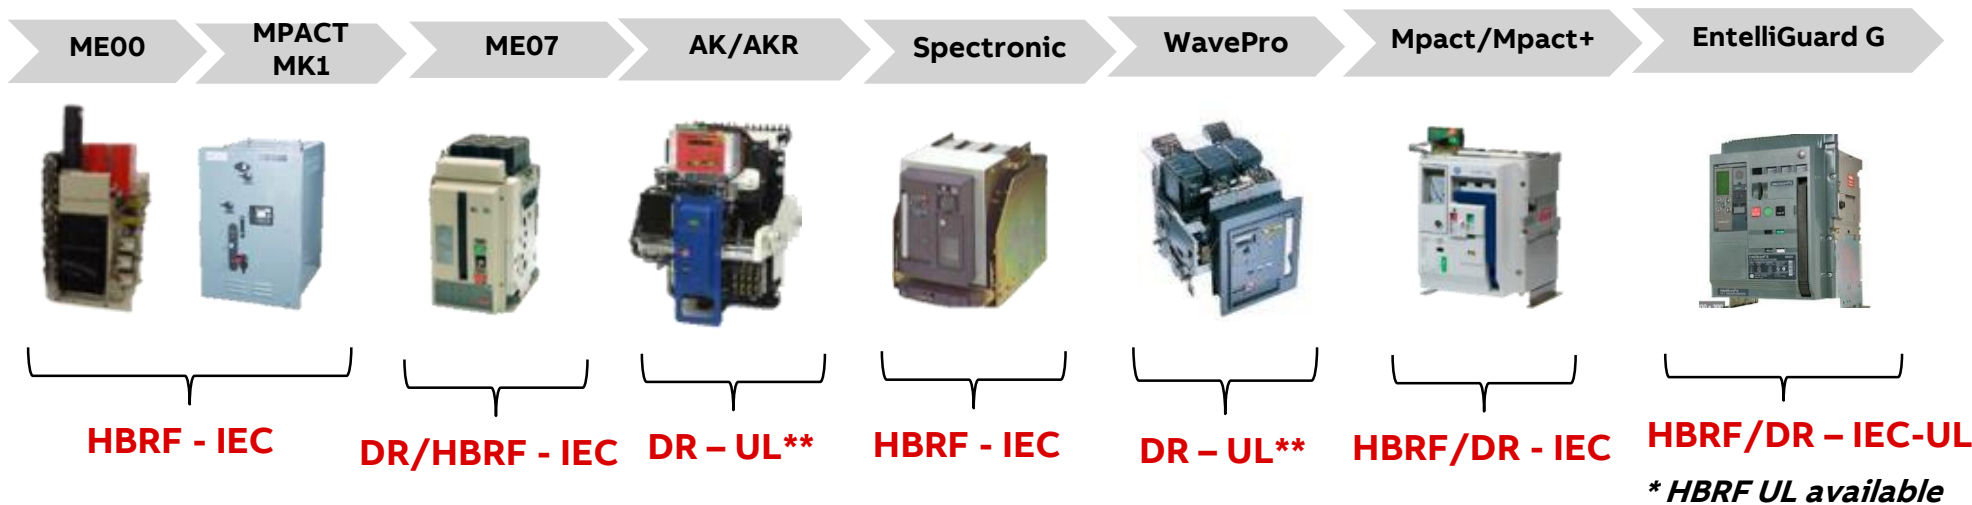 ME00
MPACT
MK1
ME07
AK/AKR
Spectronic
WavePro
Mpact/Mpact+
EntelliGuard G
HBRF - IEC
DR/HBRF - IEC
DR – UL**
HBRF - IEC
DR – UL**
HBRF/DR - IEC
HBRF/DR – IEC-UL
* HBRF UL available